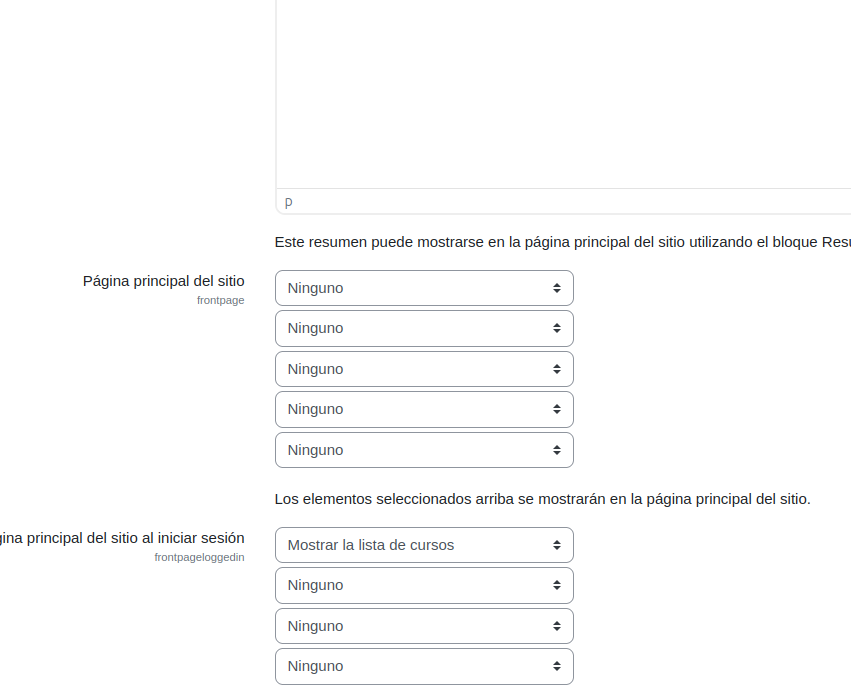 p
Este resumen puede mostrarse en la página principal del sitio utilizando el bloque
Página principal del sitio
frontpage
Ninguno
Ninguno
Ninguno
Ninguno
Ninguno
Los elementos seleccionados arriba se mostrarán en la página principal del sitio.
principal del sitio al iniciar sesión
frontpageloggedin
Mostrar la lista de cursos
Ninguno
Ninguno
Ninguno